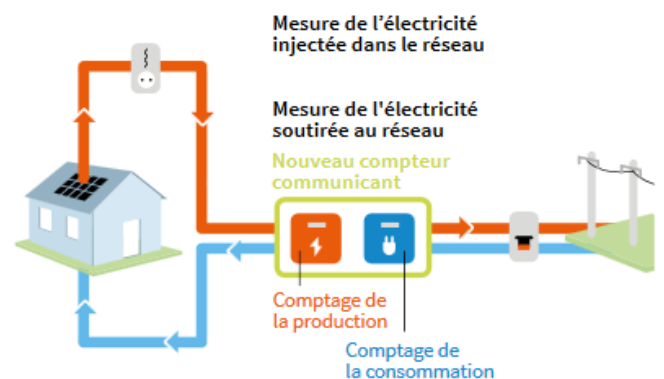 Mesure de l’électricité
injectée dans le réseau
Mesure de l'électricité
soutirée au réseau
Nouveau compteur
communicant
Comptage de
la production
Comptage de
la consommation